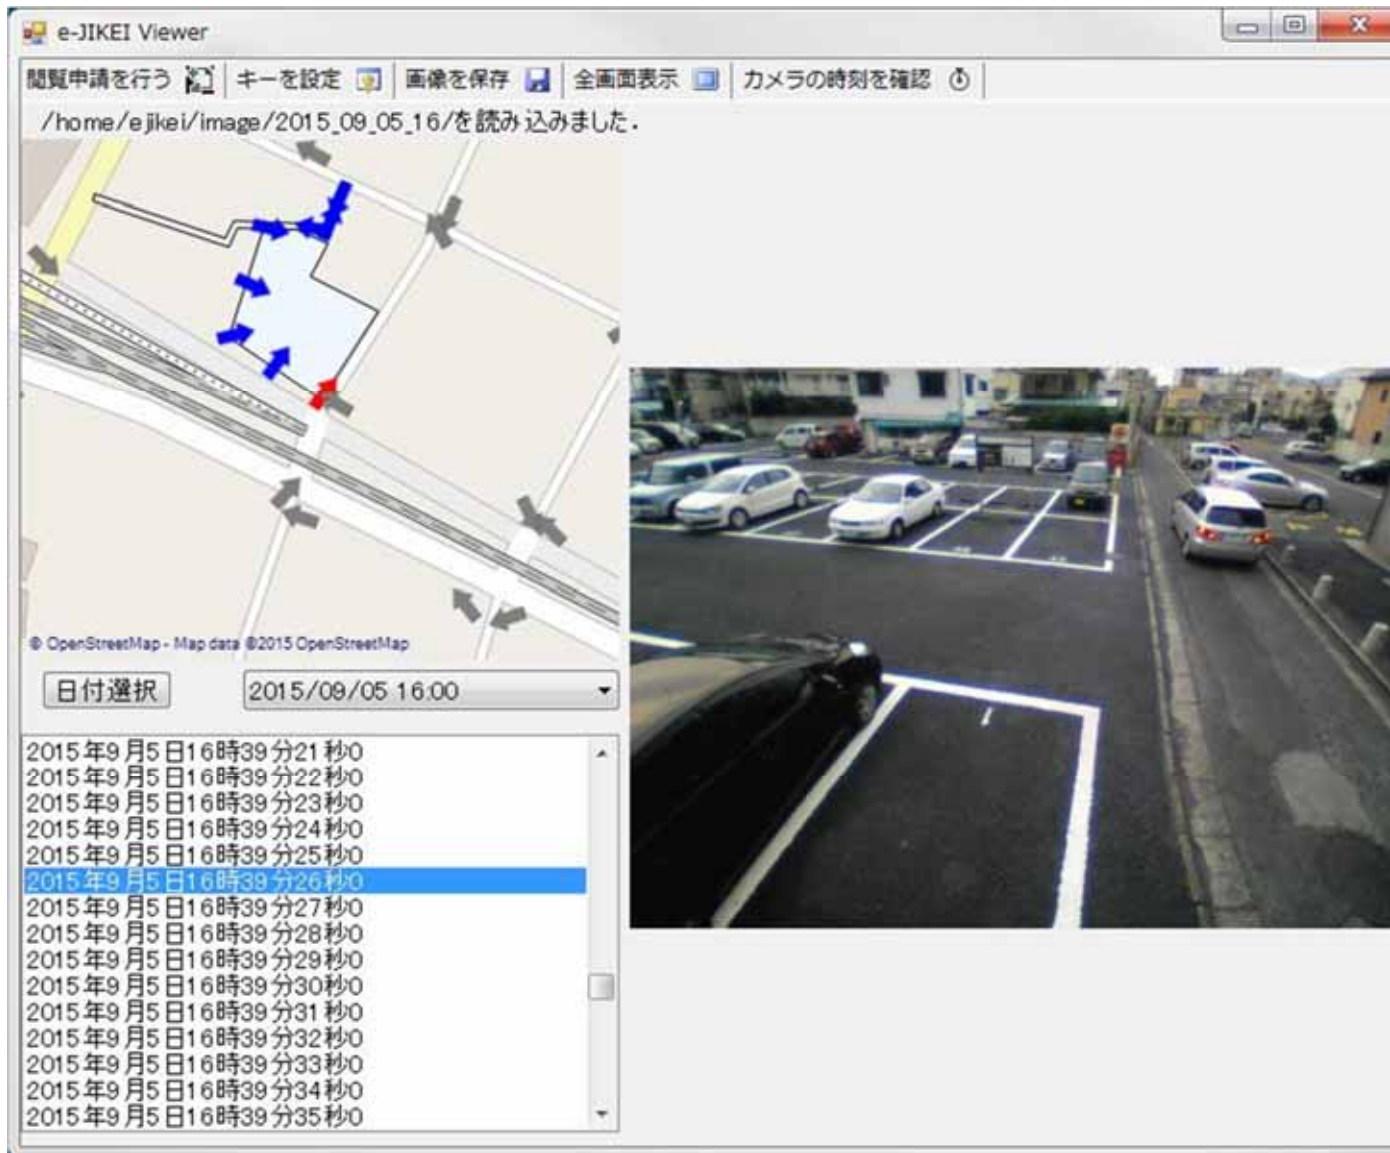 e-JIKEI Viewer
閲覧申請を行う キーを設定 画像を保存 全画面表示 カメラの時刻を確認
/home/ejikei/image/2015_09_05_16/を読み込みました.
© OpenStreetMap - Map data ©2015 OpenStreetMap
日付選択 2015/09/05 16:00
2015年9月5日16時39分21秒0
2015年9月5日16時39分22秒0
2015年9月5日16時39分23秒0
2015年9月5日16時39分24秒0
2015年9月5日16時39分25秒0
2015年9月5日16時39分26秒0
2015年9月5日16時39分27秒0
2015年9月5日16時39分28秒0
2015年9月5日16時39分29秒0
2015年9月5日16時39分30秒0
2015年9月5日16時39分31秒0
2015年9月5日16時39分32秒0
2015年9月5日16時39分33秒0
2015年9月5日16時39分34秒0
2015年9月5日16時39分35秒0